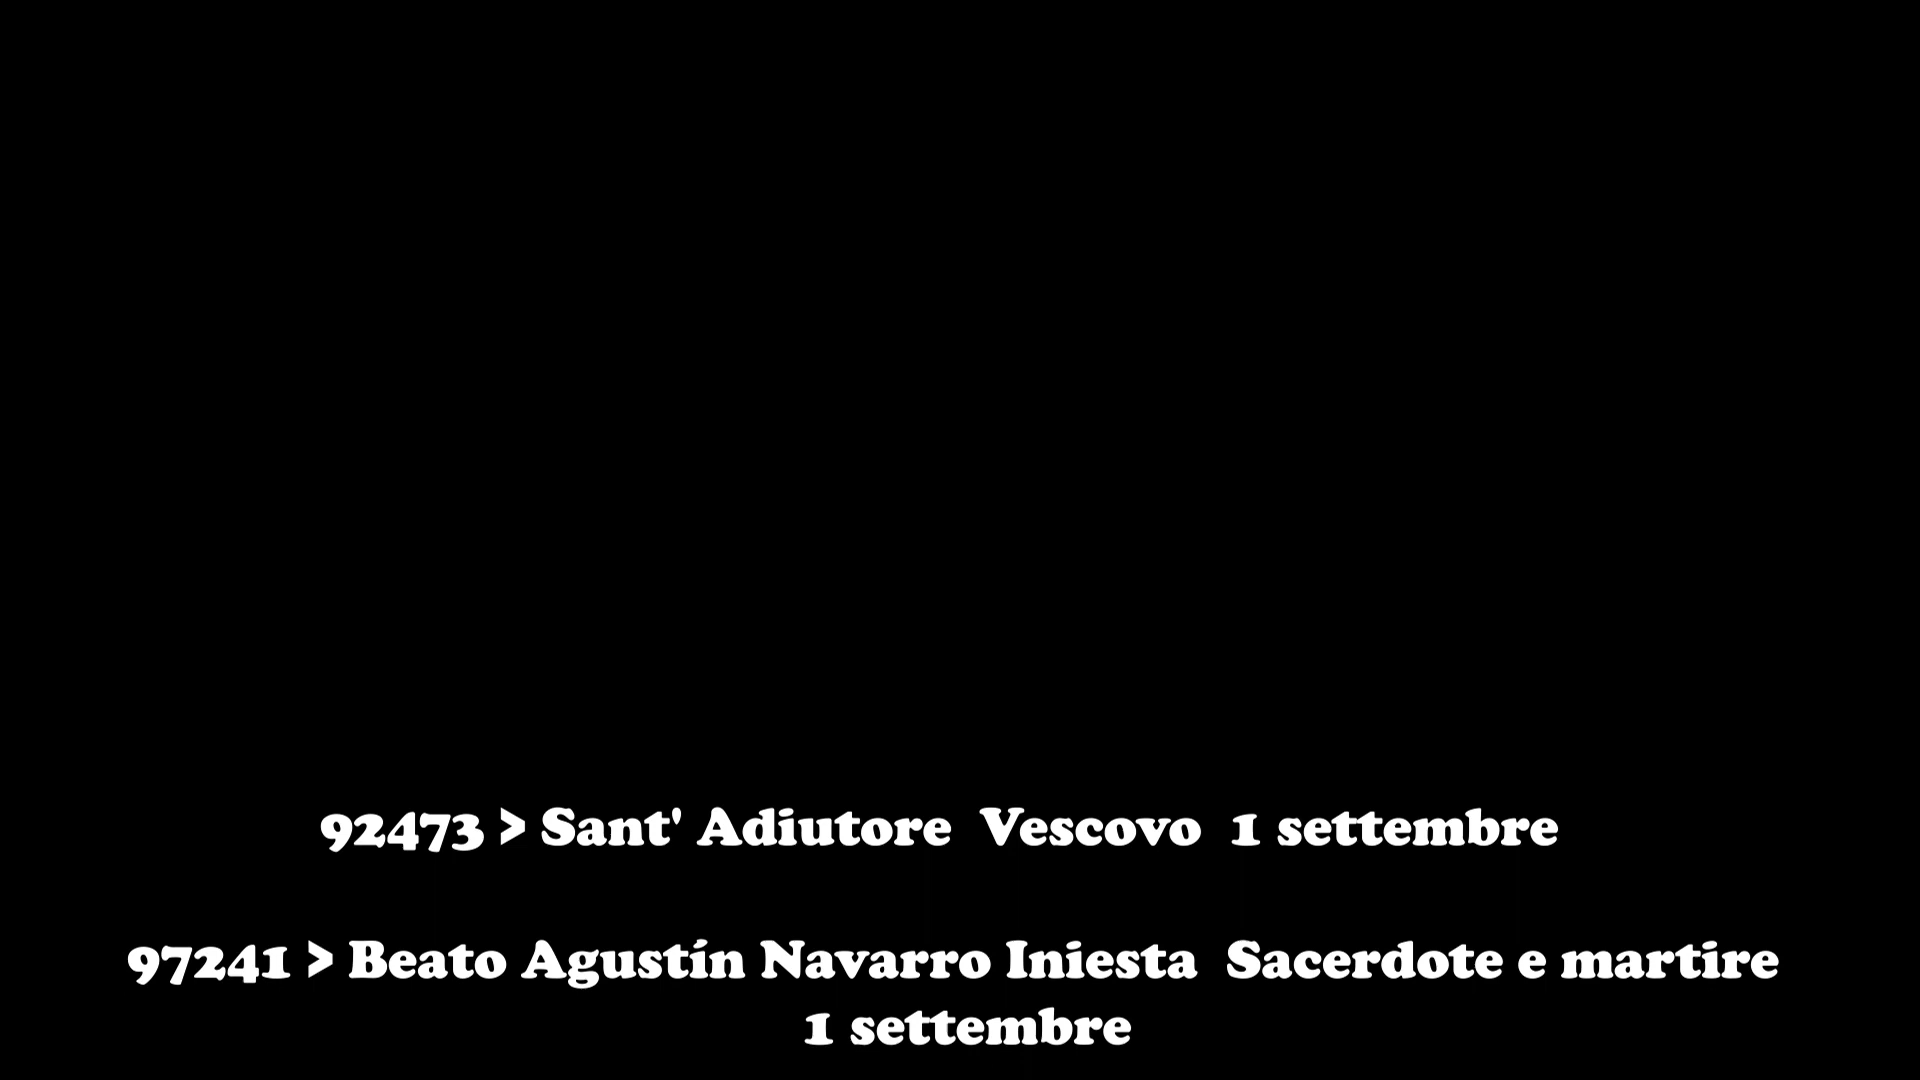 92473 > Sant' Adiutore  Vescovo  1 settembre
97241 > Beato Agustín Navarro Iniesta  Sacerdote e martire
1 settembre